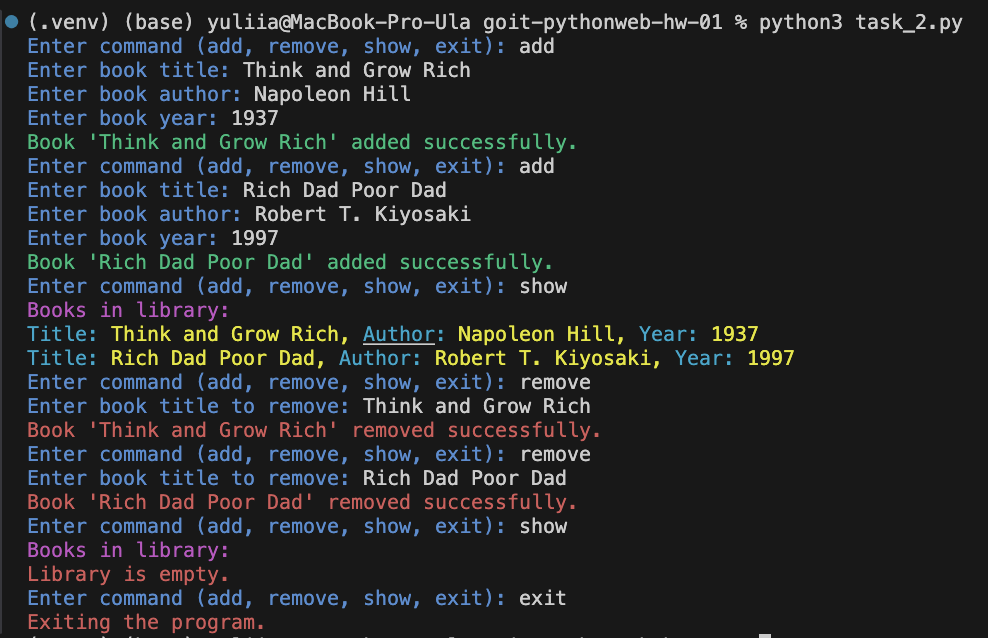 (.venv) (base) yuliia@MacBook-Pro-Ula goit-pythonweb-hw-01 % python3 task_2.py
Enter command (add, remove, show, exit): add
Enter book title: Think and Grow Rich
Enter book author: Napoleon Hill
Enter book year: 1937
Book 'Think and Grow Rich' added successfully.
Enter command (add, remove, show, exit): add
Enter book title: Rich Dad Poor Dad
Enter book author: Robert T. Kiyosaki
Enter book year: 1997
Book 'Rich Dad Poor Dad' added successfully.
Enter command (add, remove, show, exit): show
Books in library:
Title: Think and Grow Rich, Author: Napoleon Hill, Year: 1937
Title: Rich Dad Poor Dad, Author: Robert T. Kiyosaki, Year: 1997
Enter command (add, remove, show, exit): remove
Enter book title to remove: Think and Grow Rich
Book 'Think and Grow Rich' removed successfully.
Enter command (add, remove, show, exit): remove
Enter book title to remove: Rich Dad Poor Dad
Book 'Rich Dad Poor Dad' removed successfully.
Enter command (add, remove, show, exit): show
Books in library:
Library is empty.
Enter command (add, remove, show, exit): exit
Exiting the program.